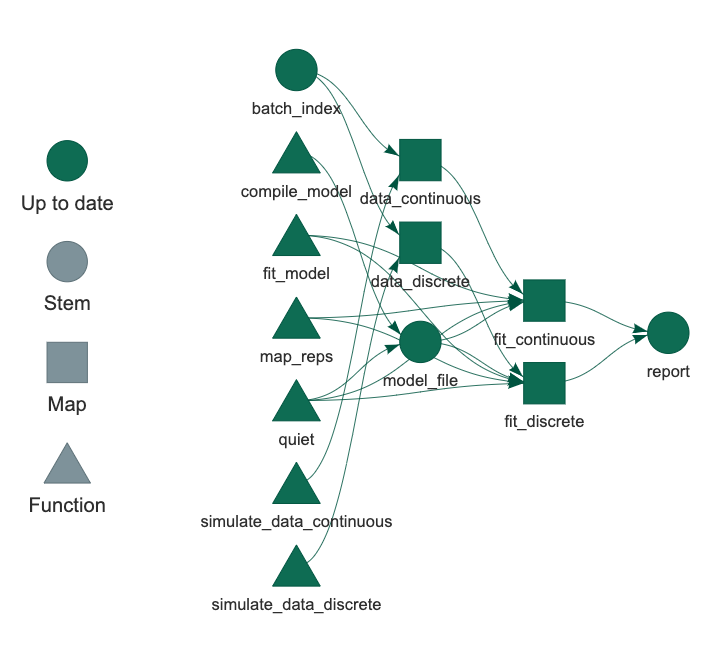 Up to date
Stem
Map
Function
batch_index
compile_model
fit_model
map_reps
quiet
simulate_data_continuous
simulate_data_discrete
data_continuous
data_discrete
model_file
fit_continuous
fit_discrete
report